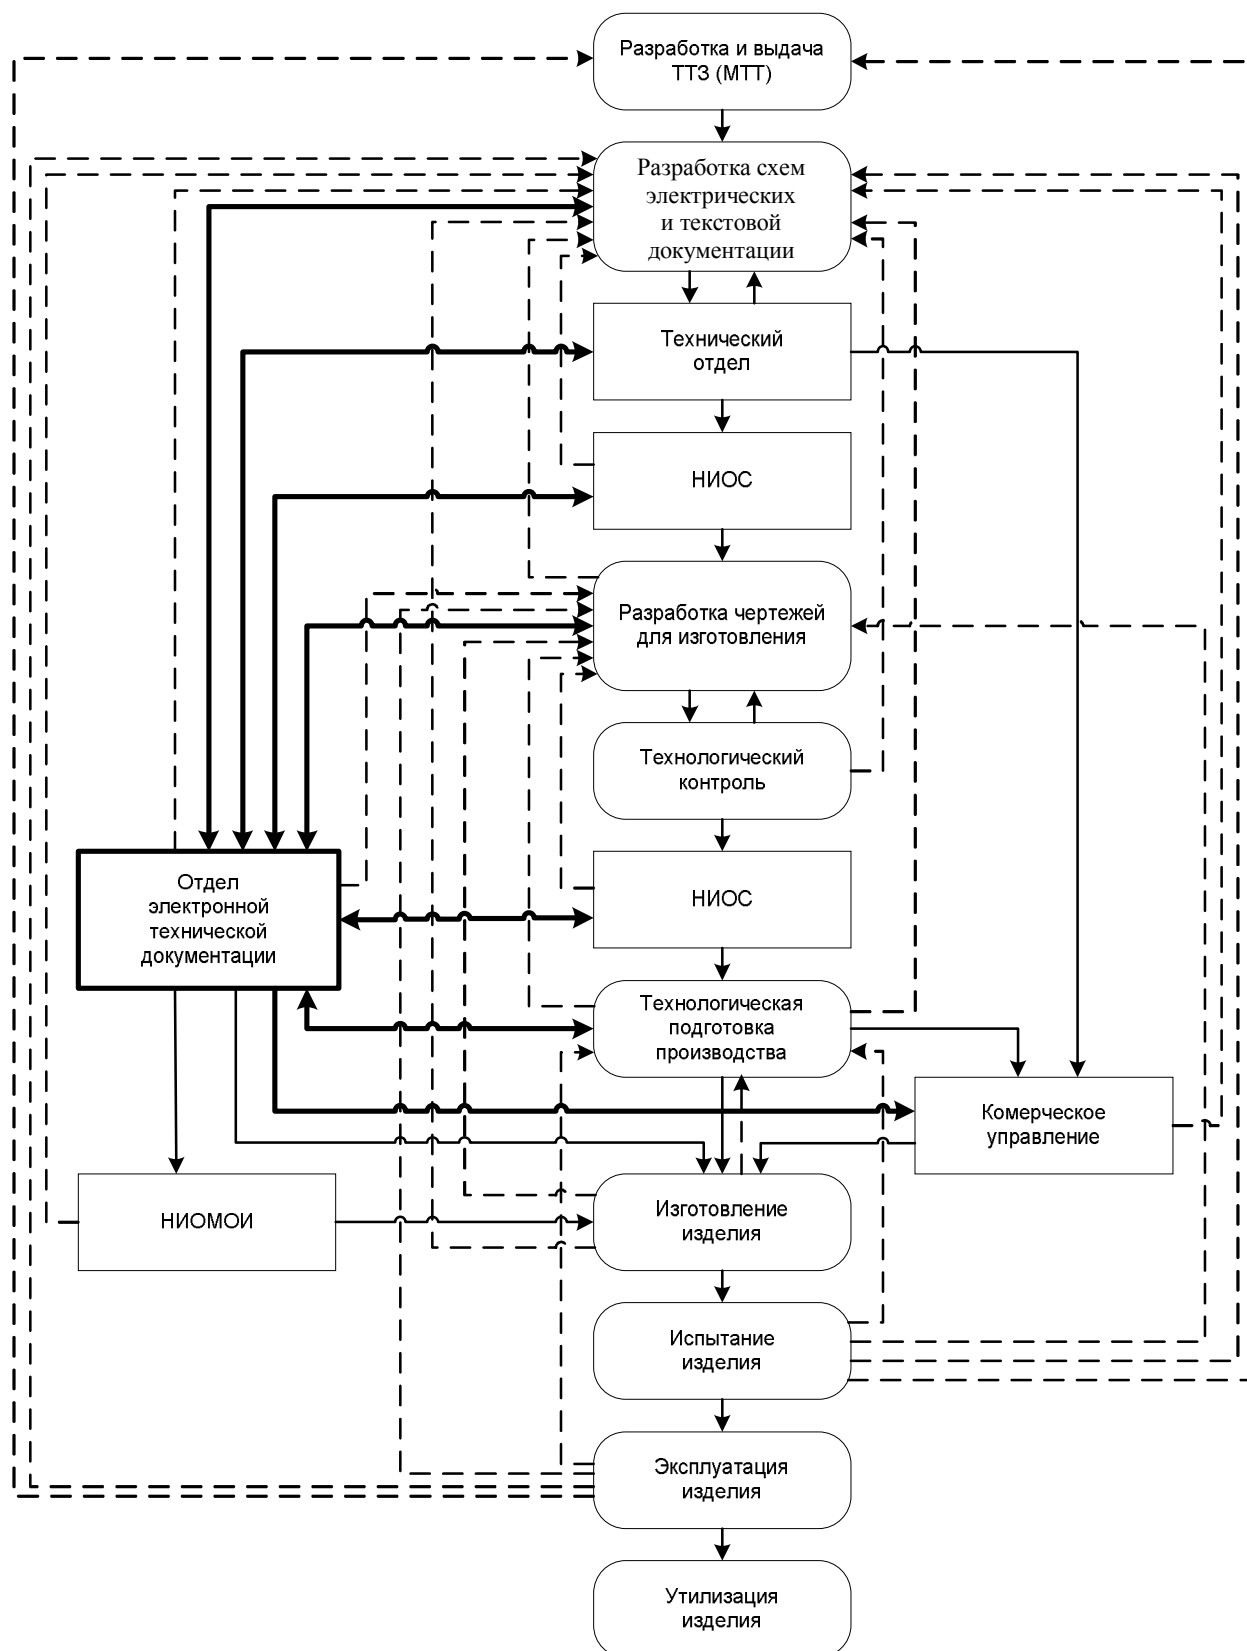 Разработка и выдача
ТТЗ (МТТ)
Разработка схем
электрических
и текстовой
документации
Технический
отдел
НИОС
Разработка чертежей
для изготовления
Технологический
контроль
Отдел
электронной
технической
документации
НИОС
Технологическая
подготовка
производства
Комерческое
управление
НИОМОИ
Изготовление
изделия
Испытание
изделия
Эксплуатация
изделия
Утилизация
изделия